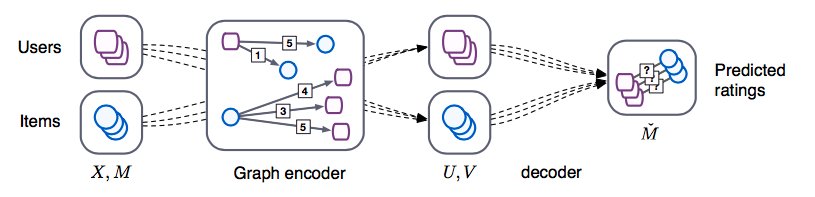 Users
Items
X, M
5
1
4
3
5
Graph encoder
U, V
decoder
?
?
?
M̌
Predicted
ratings